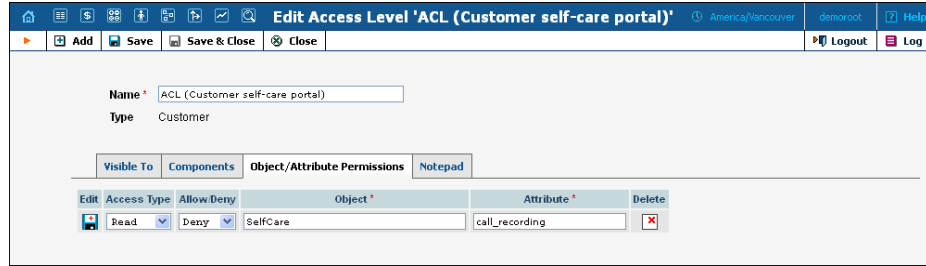 Edit Access Level 'ACL (Customer self-care portal)' America/Vancouver demoroot [?] Help
Add Save Save & Close Close Logout Log
Name * ACL (Customer self-care portal)
Type Customer
Visible To Components Object/Attribute Permissions Notepad
Edit Access Type Allow/Deny Object * Attribute * Delete
Read Deny SelfCare call_recording